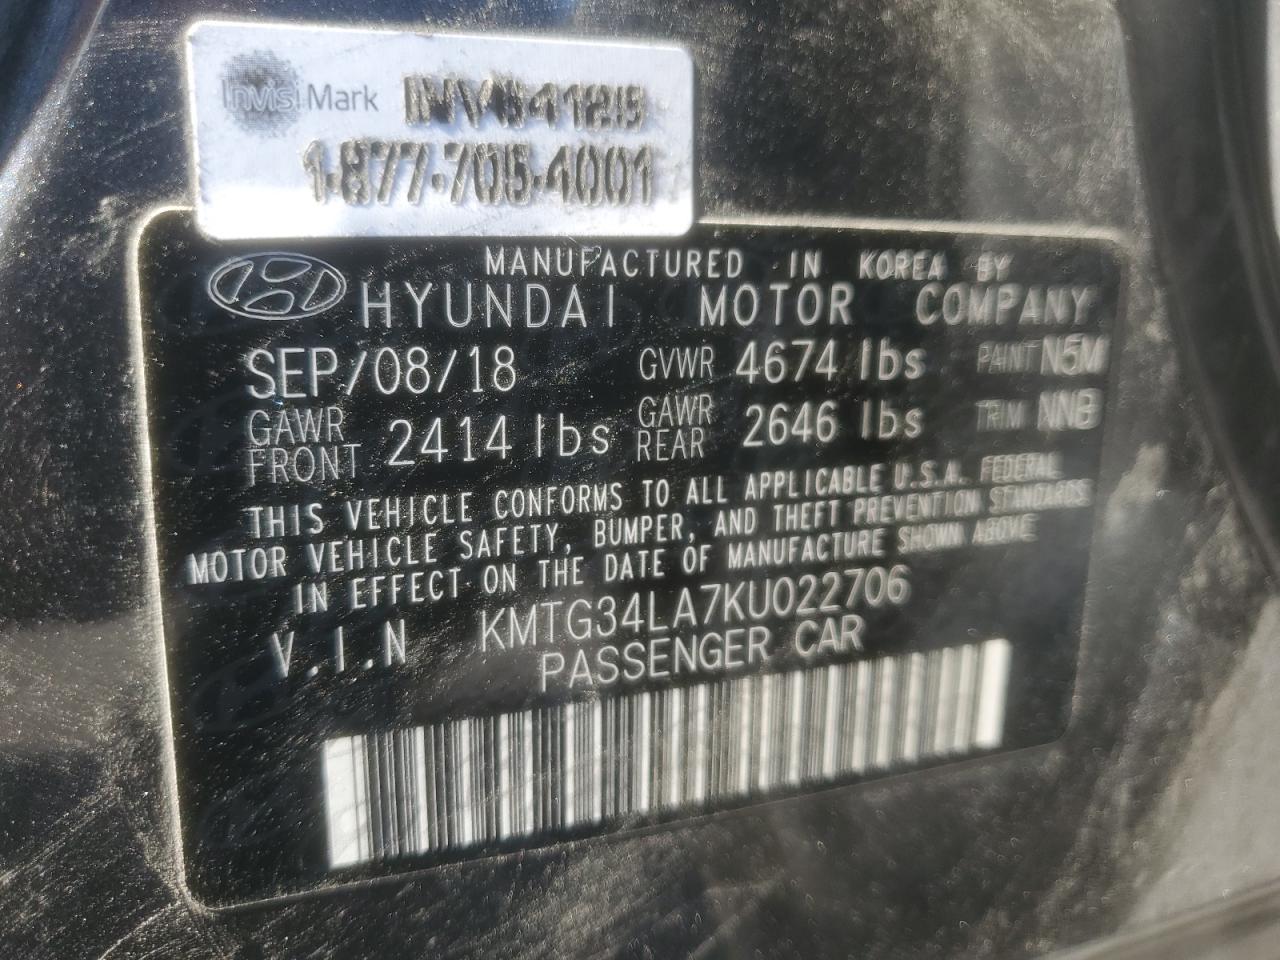 InvisiMark
1-877-705-4001
MANUFACTURED IN KOREA BY
HYUNDAI MOTOR COMPANY
SEP/08/18 GVWR 4674 lbs PAINT N5M
GAWR FRONT 2414 lbs GAWR REAR 2646 lbs TRIM NNB
THIS VEHICLE CONFORMS TO ALL APPLICABLE U.S.A. FEDERAL
MOTOR VEHICLE SAFETY, BUMPER, AND THEFT PREVENTION STANDARDS
IN EFFECT ON THE DATE OF MANUFACTURE SHOWN ABOVE
V.I.N KMTG34LA7KU022706
PASSENGER CAR